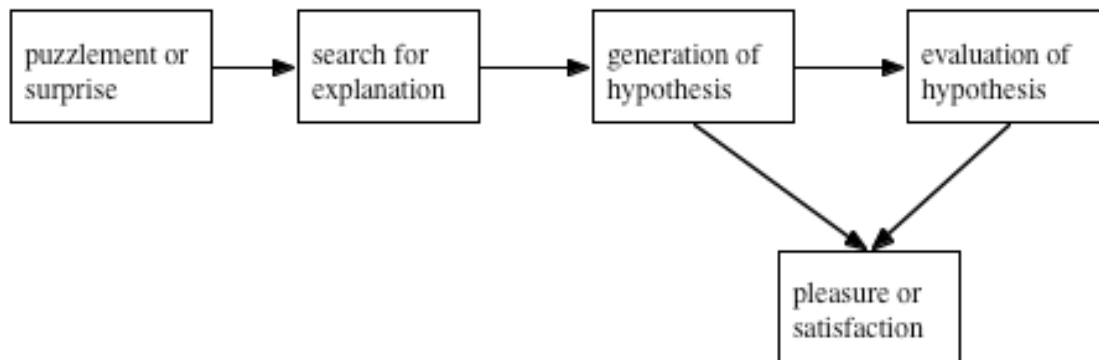 puzzlement or
surprise
search for
explanation
generation of
hypothesis
evaluation of
hypothesis
pleasure or
satisfaction